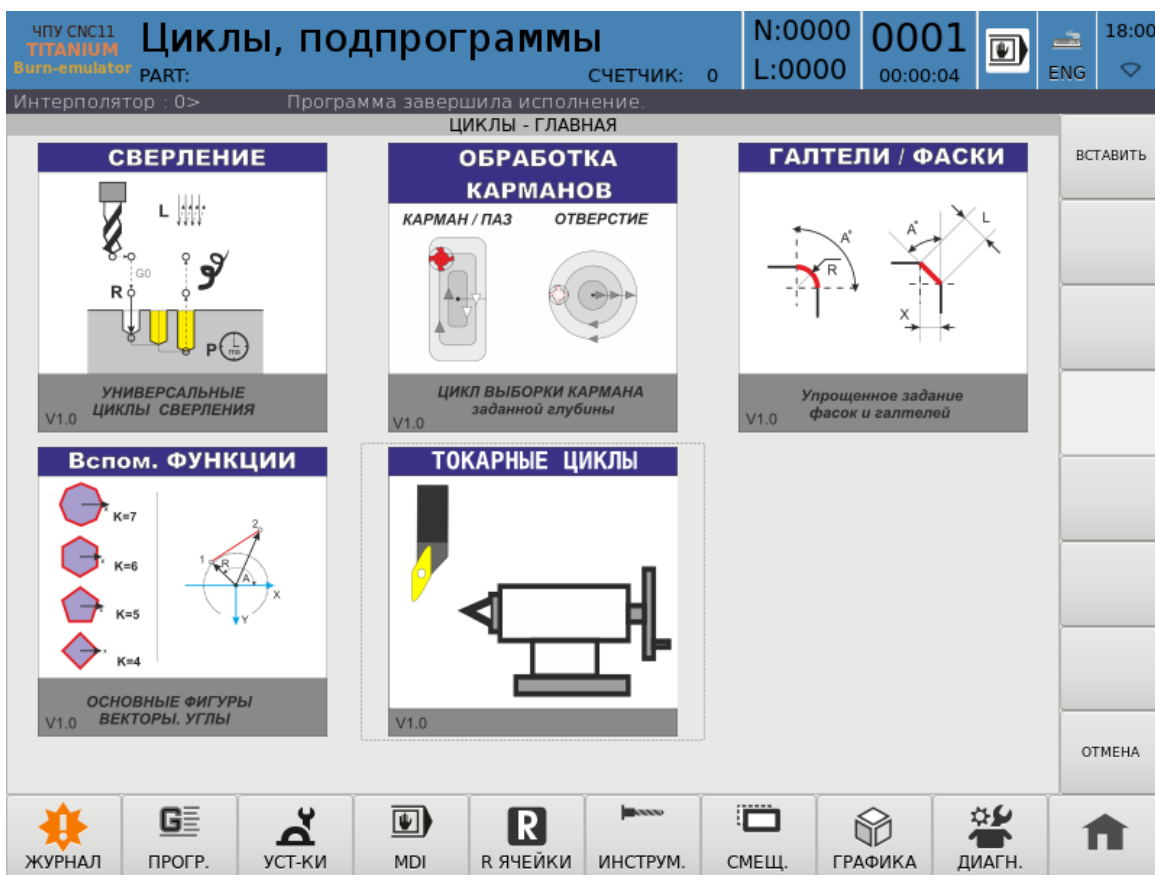 ЧПУ CNC11
TITANIUM
Burn-emulator
Циклы, подпрограммы
PART:
СЧЕТЧИК: 0
N:0000
L:0000
0001
00:00:04
ENG
18:00
Интерполятор : 0> Программа завершила исполнение.
ЦИКЛЫ - ГЛАВНАЯ
СВЕРЛЕНИЕ
L
G0
R
P
ms
УНИВЕРСАЛЬНЫЕ
ЦИКЛЫ СВЕРЛЕНИЯ
V1.0
ОБРАБОТКА
КАРМАНОВ
КАРМАН / ПАЗ ОТВЕРСТИЕ
ЦИКЛ ВЫБОРКИ КАРМАНА
заданной глубины
V1.0
ГАЛТЕЛИ / ФАСКИ
A°
R
A°
L
X
Упрощенное задание
фасок и галтелей
V1.0
Вспом. ФУНКЦИИ
K=7
K=6
K=5
K=4
2
1
R
A
X
Y
ОСНОВНЫЕ ФИГУРЫ
ВЕКТОРЫ. УГЛЫ
V1.0
ТОКАРНЫЕ ЦИКЛЫ
V1.0
ВСТАВИТЬ
ОТМЕНА
ЖУРНАЛ
G
ПРОГР.
УСТ-КИ
MDI
R
R ЯЧЕЙКИ
ИНСТРУМ.
СМЕЩ.
ГРАФИКА
ДИАГН.